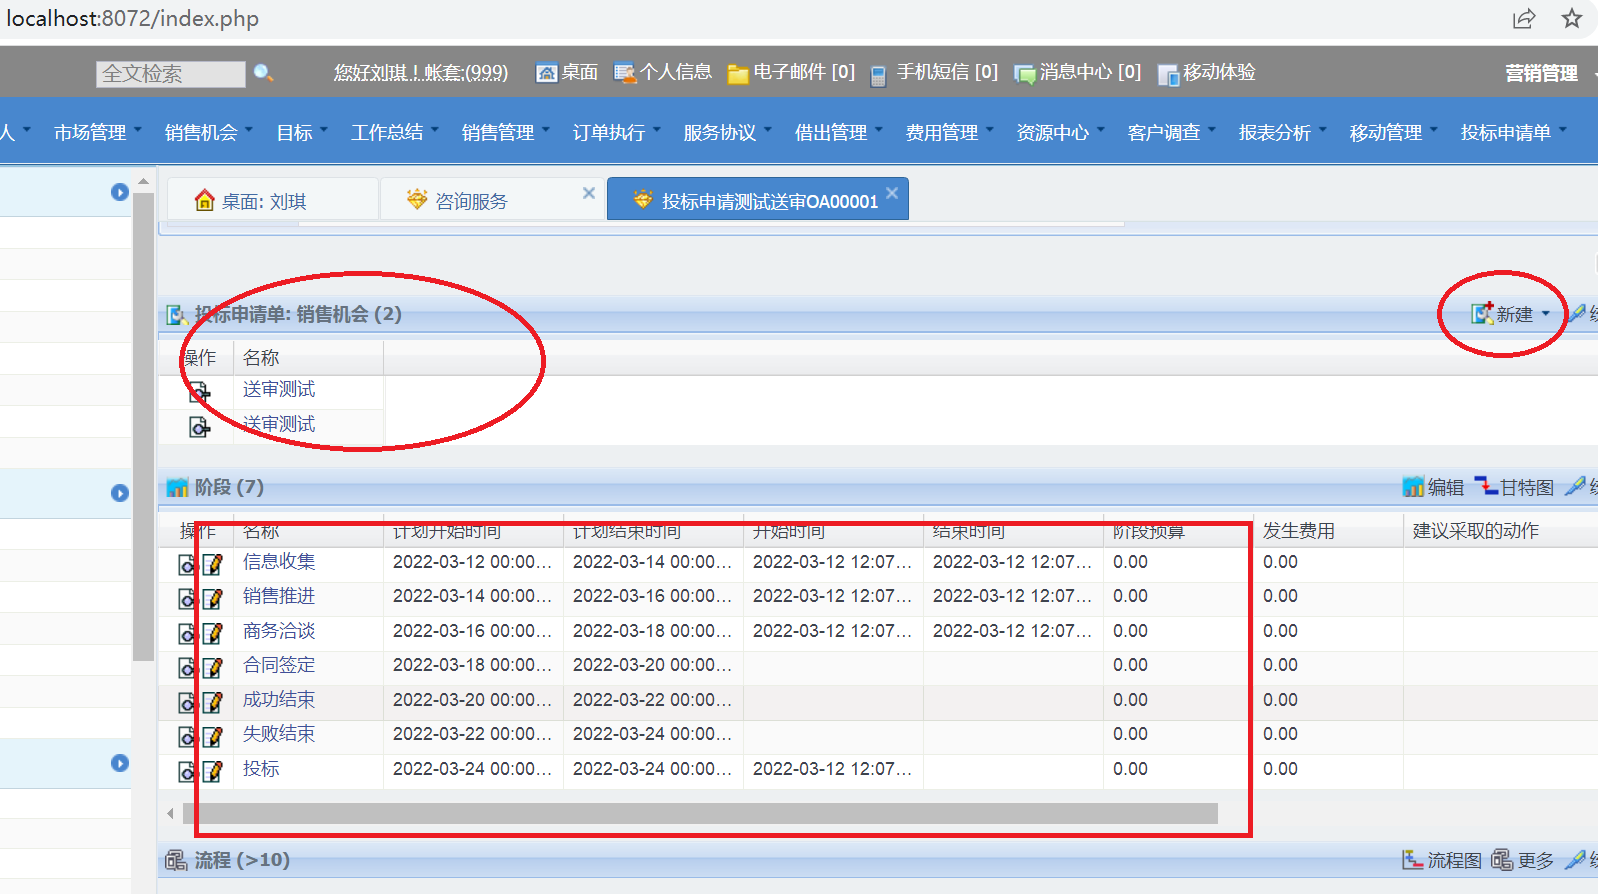 localhost:8072/index.php
全文检索 您好刘琪！帐套:(999) 桌面 个人信息 电子邮件 [0] 手机短信 [0] 消息中心 [0] 移动体验 营销管理
人 市场管理 销售机会 目标 工作总结 销售管理 订单执行 服务协议 借出管理 费用管理 资源中心 客户调查 报表分析 移动管理 投标申请单
桌面: 刘琪 咨询服务 投标申请测试送审OA00001
投标申请单: 销售机会 (2) 新建
操作 名称
送审测试
送审测试
阶段 (7) 编辑 甘特图
操作 名称 计划开始时间 计划结束时间 开始时间 结束时间 阶段预算 发生费用 建议采取的动作
信息收集 2022-03-12 00:00... 2022-03-14 00:00... 2022-03-12 12:07... 2022-03-12 12:07... 0.00 0.00
销售推进 2022-03-14 00:00... 2022-03-16 00:00... 2022-03-12 12:07... 2022-03-12 12:07... 0.00 0.00
商务洽谈 2022-03-16 00:00... 2022-03-18 00:00... 2022-03-12 12:07... 2022-03-12 12:07... 0.00 0.00
合同签定 2022-03-18 00:00... 2022-03-20 00:00... 0.00 0.00
成功结束 2022-03-20 00:00... 2022-03-22 00:00... 0.00 0.00
失败结束 2022-03-22 00:00... 2022-03-24 00:00... 0.00 0.00
投标 2022-03-24 00:00... 2022-03-24 00:00... 2022-03-12 12:07... 0.00 0.00
流程 (>10) 流程图 更多